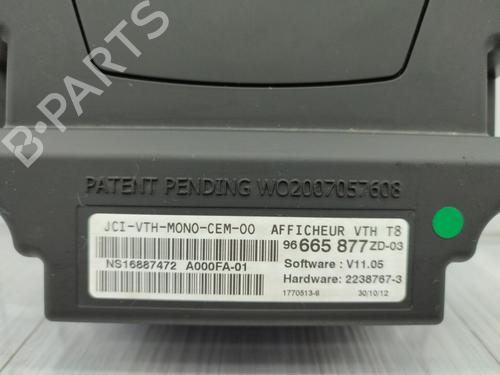 B-PARTS
PATENT PENDING WO2007057608
JCI-VTH-MONO-CEM-00 AFFICHEUR VTH T8
96 665 877 ZD-03
NS16887472 A000FA-01
Software : V11.05
Hardware: 2238767-3
1770513-6 30/10/12